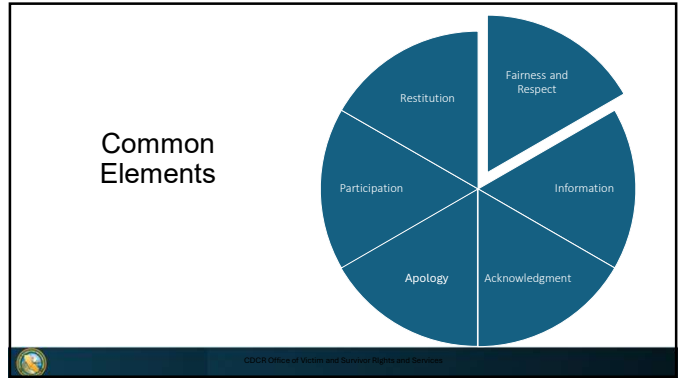 Common
Elements
Fairness and
Respect
Information
Acknowledgment
Apology
Participation
Restitution
CDCR Office of Victim and Survivor Rights and Services